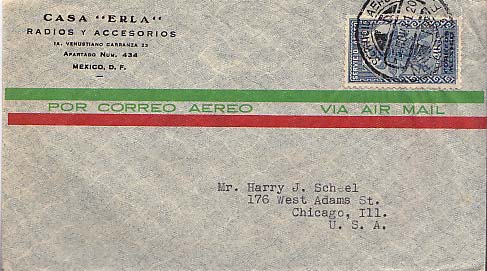 CASA "ERLA"
RADIOS Y ACCESORIOS
1A. VENUSTIANO CARRANZA 23
APARTADO NUM. 434
MEXICO, D. F.
POR CORREO AEREO VIA AIR MAIL
Mr. Harry J. Scheel
176 West Adams St.
Chicago, Ill.
U. S. A.